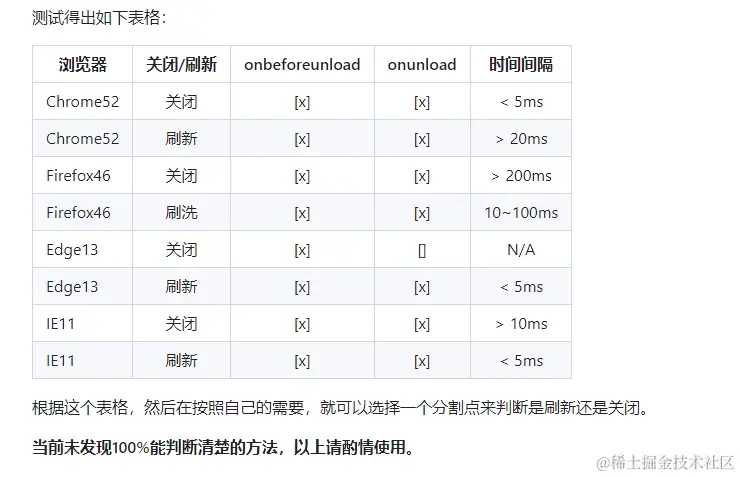 测试得出如下表格：
浏览器 关闭/刷新 onbeforeunload onunload 时间间隔
Chrome52 关闭 [x] [x] < 5ms
Chrome52 刷新 [x] [x] > 20ms
Firefox46 关闭 [x] [x] > 200ms
Firefox46 刷洗 [x] [x] 10~100ms
Edge13 关闭 [x] [] N/A
Edge13 刷新 [x] [x] < 5ms
IE11 关闭 [x] [x] > 10ms
IE11 刷新 [x] [x] < 5ms
根据这个表格，然后在按照自己的需要，就可以选择一个分割点来判断是刷新还是关闭。
当前未发现100%能判断清楚的方法，以上请酌情使用。
@稀土掘金技术社区